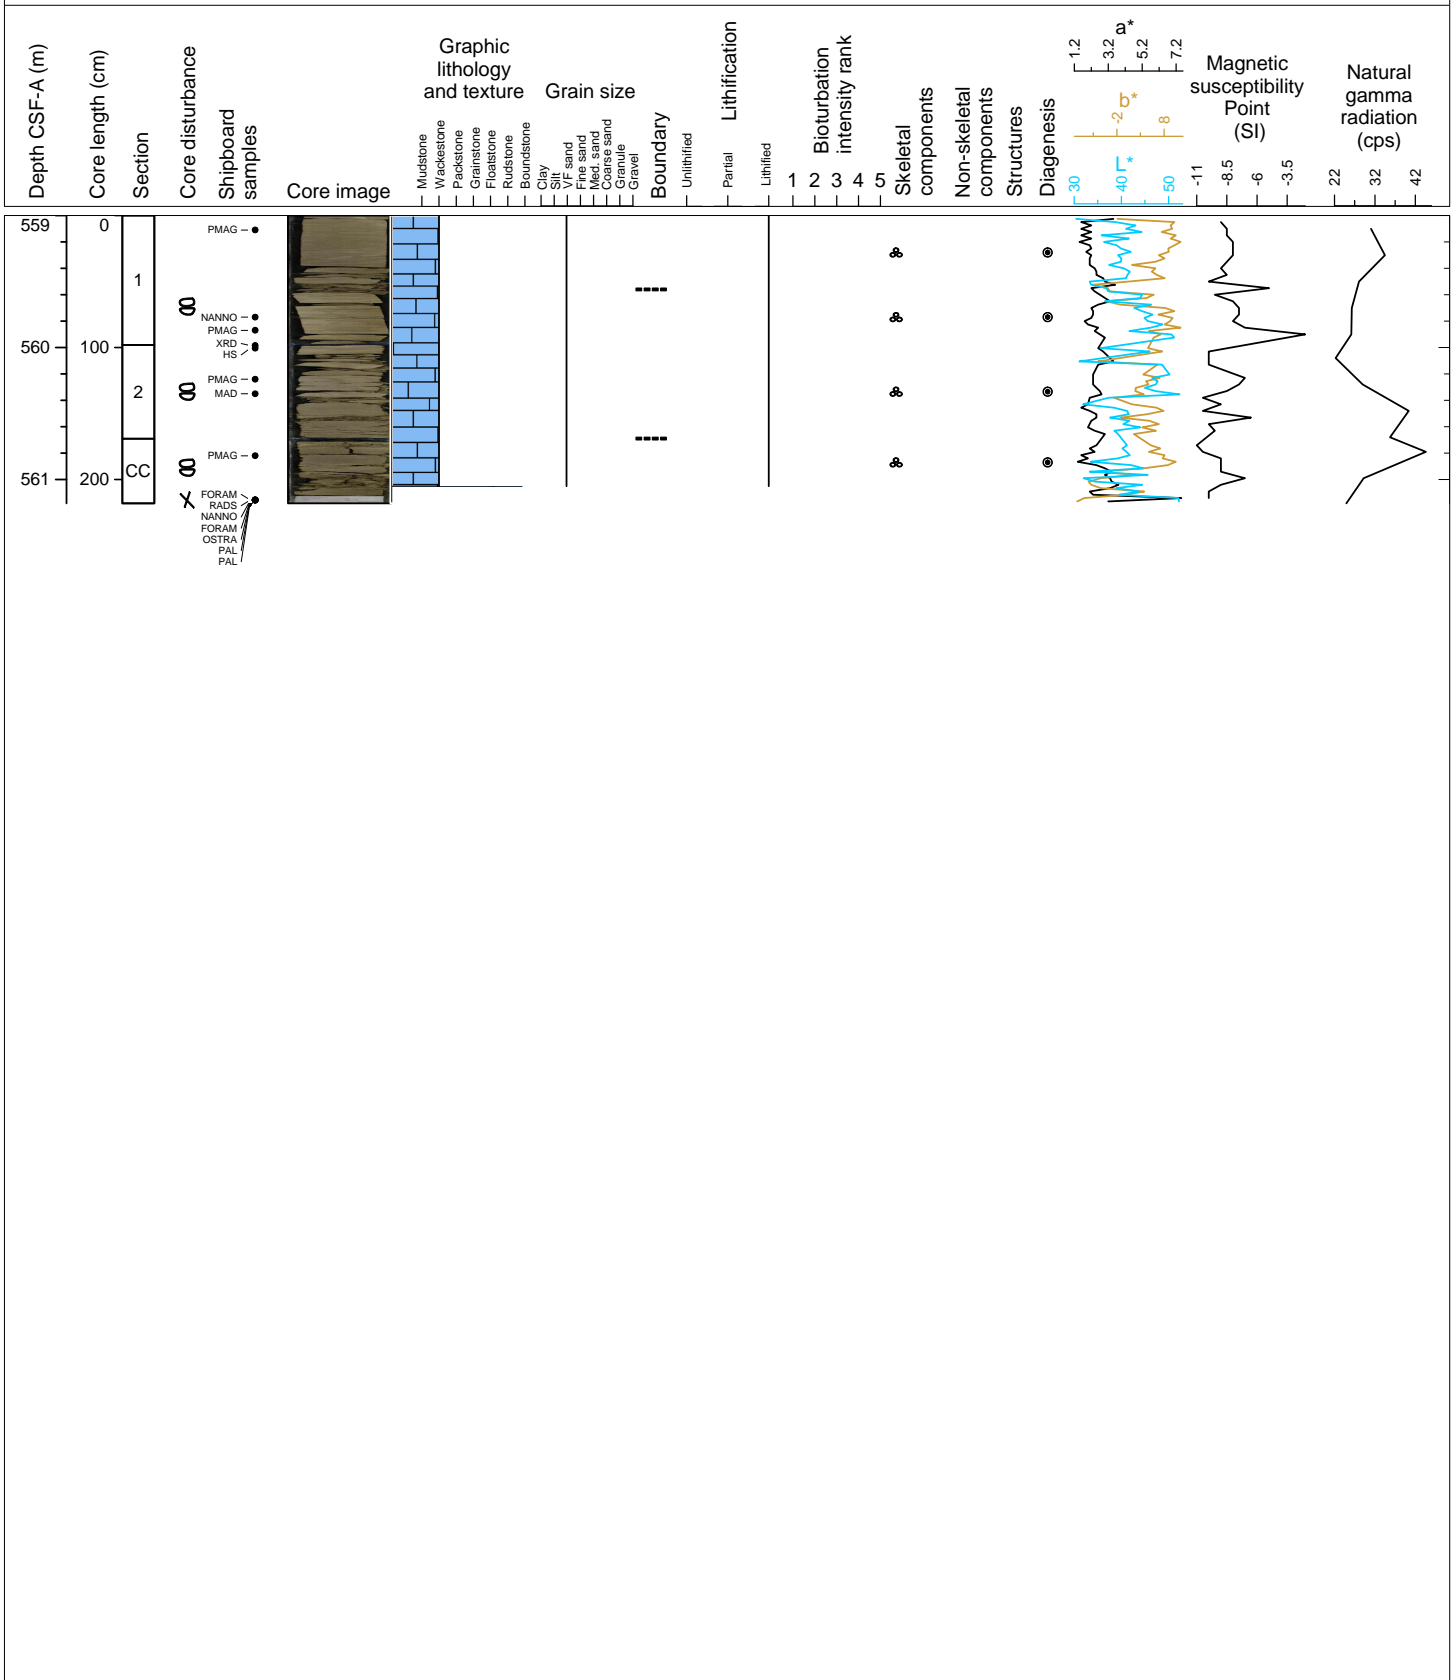 Depth CSF-A (m)
Core length (cm)
Section
Core disturbance
Shipboard
samples
Core image
Graphic
lithology
and texture
Mudstone
Wackestone
Packstone
Grainstone
Floatstone
Rudstone
Boundstone
Grain size
Clay
Silt
VF sand
Fine sand
Med. sand
Coarse sand
Granule
Gravel
Boundary
Lithification
Unlithified
Partial
Lithified
Bioturbation
intensity rank
1 2 3 4 5
Skeletal
components
Non-skeletal
components
Structures
Diagenesis
a*
1.2 3.2 5.2 7.2
b*
-2 8
L*
30 40 50
Magnetic
susceptibility
Point
(SI)
-11 -8.5 -6 -3.5
Natural
gamma
radiation
(cps)
22 32 42
559
560
561
0
100
200
1
2
CC
PMAG
NANNO
PMAG
XRD
HS
PMAG
MAD
PMAG
FORAM
RADS
NANNO
FORAM
OSTRA
PAL
PAL